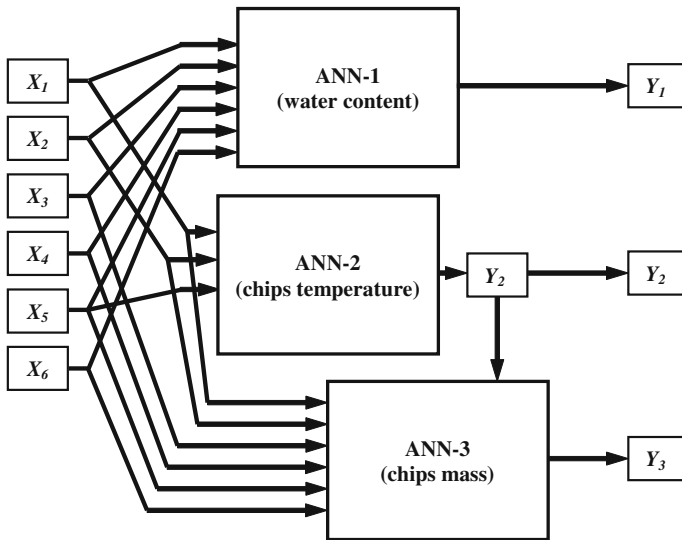 X1
X2
X3
X4
X5
X6
ANN-1
(water content)
Y1
ANN-2
(chips temperature)
Y2
Y2
ANN-3
(chips mass)
Y3